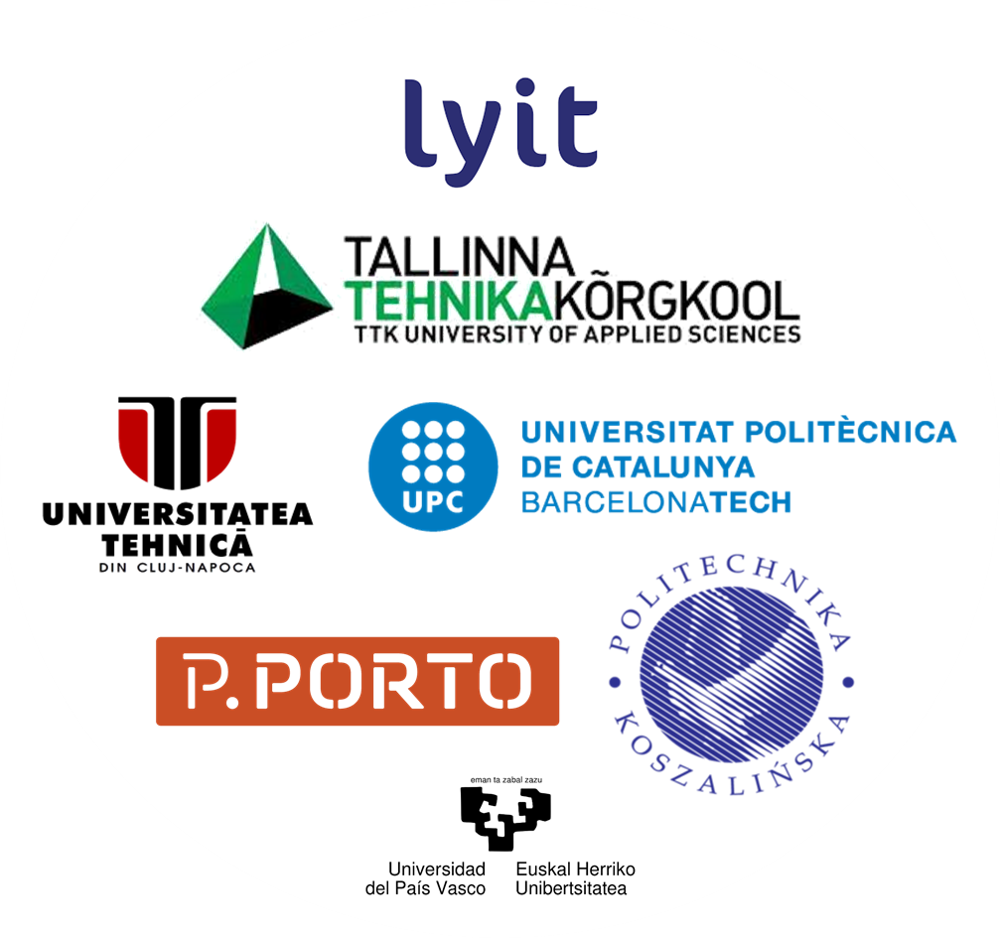 lyit
TALLINNA
TEHNIKAKÕRGKOOL
TTK UNIVERSITY OF APPLIED SCIENCES
UNIVERSITATEA
TEHNICĂ
DIN CLUJ-NAPOCA
UPC
UNIVERSITAT POLITÈCNICA
DE CATALUNYA
BARCELONATECH
P.PORTO
POLITECHNIKA
KOSZALIŃSKA
eman ta zabal zazu
Universidad
del País Vasco
Euskal Herriko
Unibertsitatea